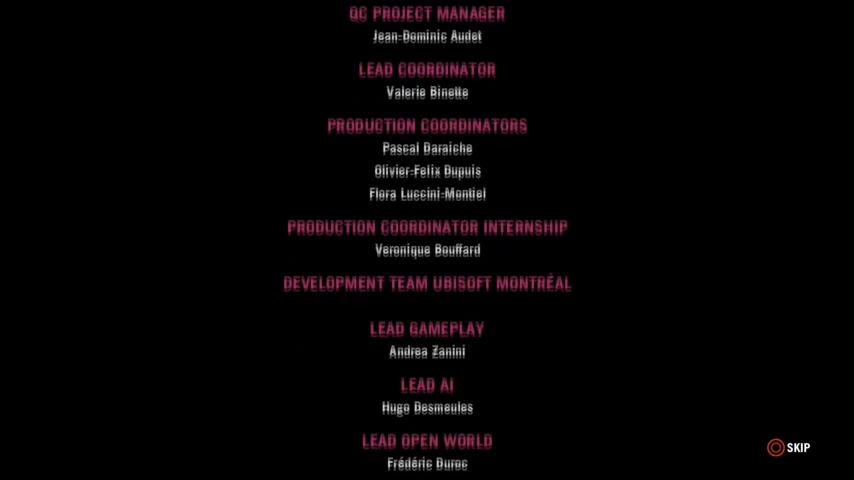 QC PROJECT MANAGER
Jean-Dominic Audet
LEAD COORDINATOR
Valerie Binette
PRODUCTION COORDINATORS
Pascal Daraiche
Olivier-Felix Dupuis
Flora Luccini-Montiel
PRODUCTION COORDINATOR INTERNSHIP
Veronique Bouffard
DEVELOPMENT TEAM UBISOFT MONTRÉAL
LEAD GAMEPLAY
Andrea Zanini
LEAD AI
Hugo Desmeules
LEAD OPEN WORLD
Frédéric Duroc
SKIP